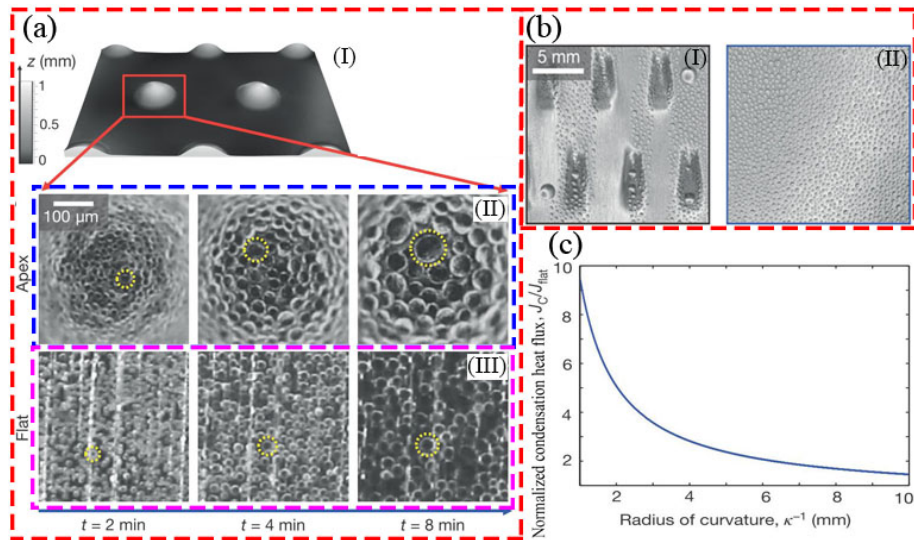 (a)
(I)
z (mm)
1
0.5
0
100 µm
(II)
Apex
(III)
Flat
t = 2 min
t = 4 min
t = 8 min
(b)
5 mm
(I)
(II)
(c)
Normalized condensation heat flux, J_C/J_flat
10
8
6
4
2
2
4
6
8
10
Radius of curvature, κ⁻¹ (mm)